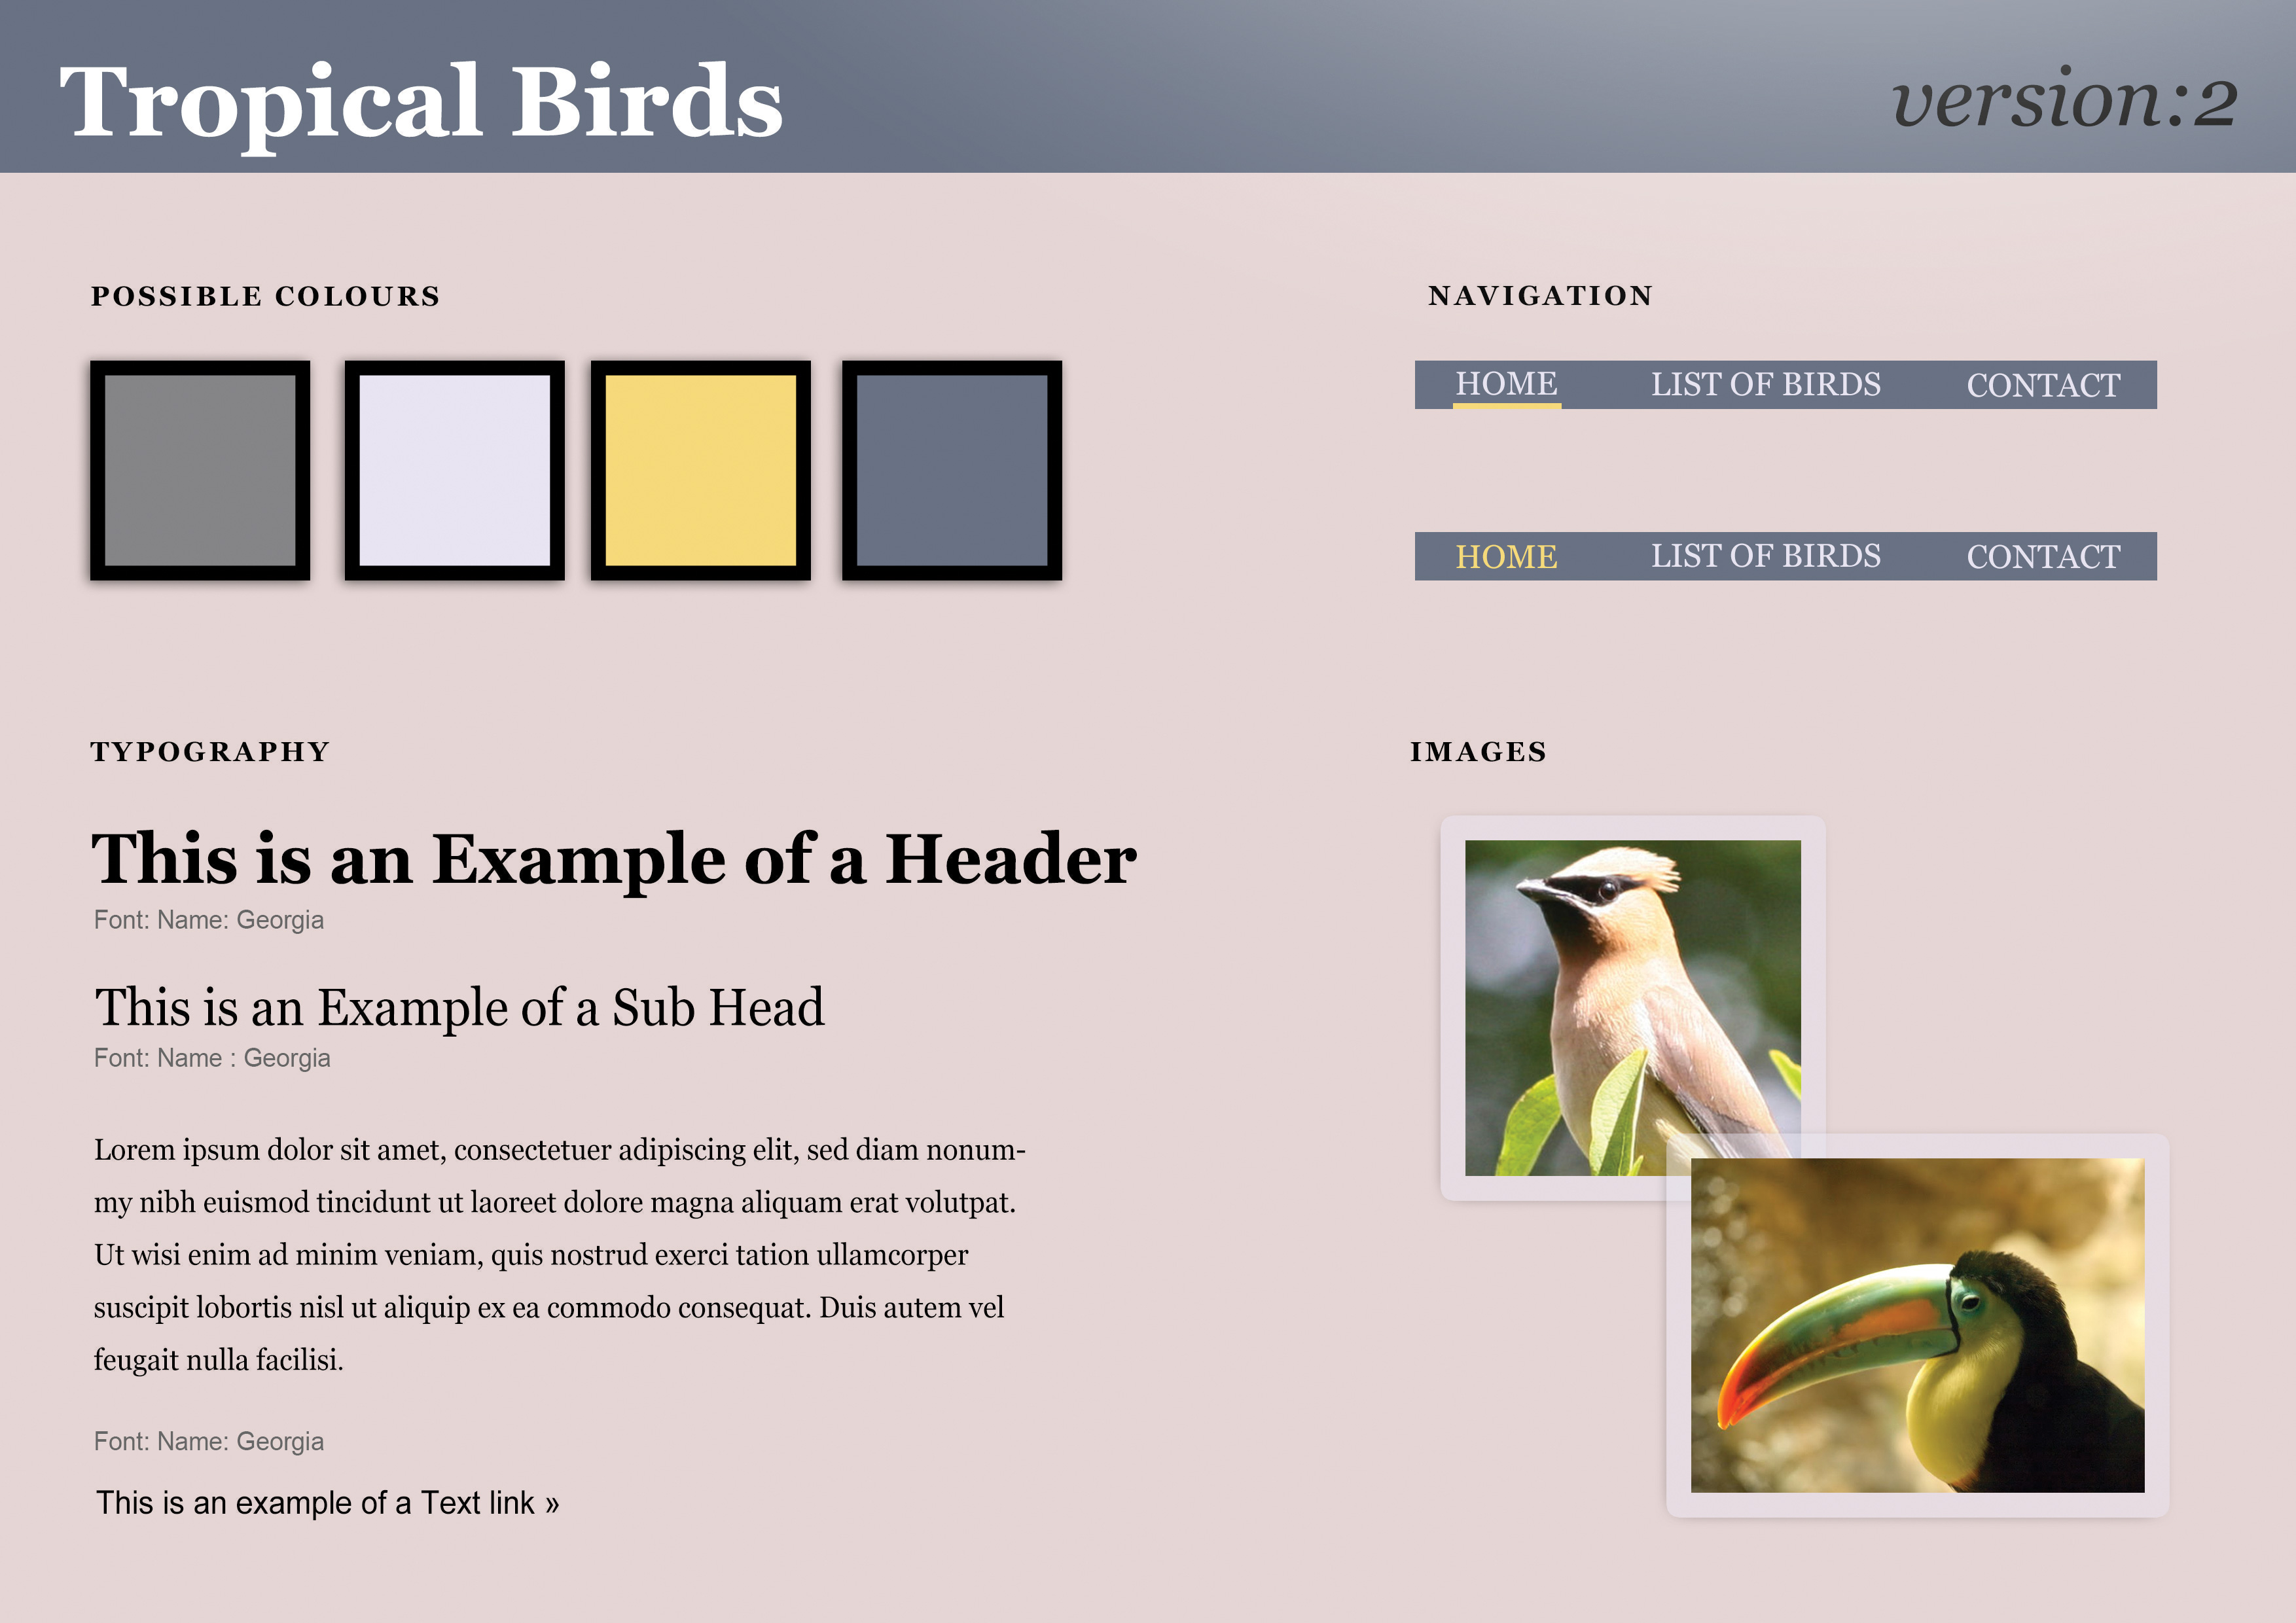 Tropical Birds
version:2
POSSIBLE COLOURS
NAVIGATION
HOME LIST OF BIRDS CONTACT
HOME LIST OF BIRDS CONTACT
TYPOGRAPHY
This is an Example of a Header
Font: Name: Georgia
This is an Example of a Sub Head
Font: Name : Georgia
Lorem ipsum dolor sit amet, consectetuer adipiscing elit, sed diam nonum-
my nibh euismod tincidunt ut laoreet dolore magna aliquam erat volutpat.
Ut wisi enim ad minim veniam, quis nostrud exerci tation ullamcorper
suscipit lobortis nisl ut aliquip ex ea commodo consequat. Duis autem vel
feugait nulla facilisi.
Font: Name: Georgia
This is an example of a Text link »
IMAGES